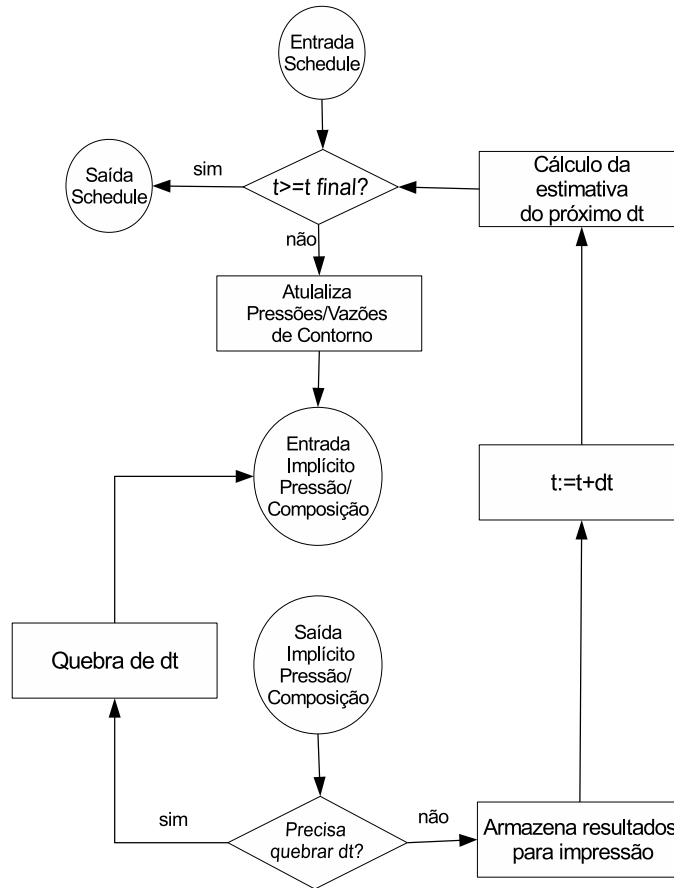 Entrada
Schedule
sim
Saída
Schedule
t>=t final?
Cálculo da
estimativa
do próximo dt
não
Atulaliza
Pressões/Vazões
de Contorno
Entrada
Implícito
Pressão/
Composição
t:=t+dt
Quebra de dt
Saída
Implícito
Pressão/
Composição
sim
Precisa
quebrar dt?
não
Armazena resultados
para impressão